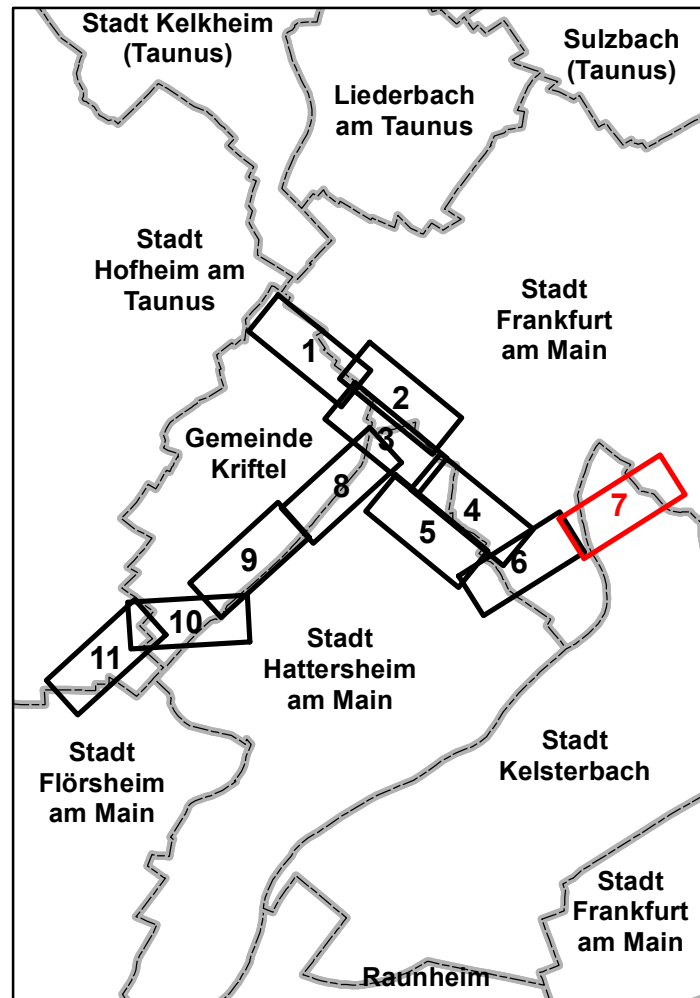 Stadt Kelkheim
(Taunus)
Sulzbach
(Taunus)
Liederbach
am Taunus
Stadt
Hofheim am
Taunus
Stadt
Frankfurt
am Main
1
2
3
Gemeinde
Kriftel
8
4
7
5
6
9
10
11
Stadt
Hattersheim
am Main
Stadt
Flörsheim
am Main
Stadt
Kelsterbach
Stadt
Frankfurt
am Main
Raunheim